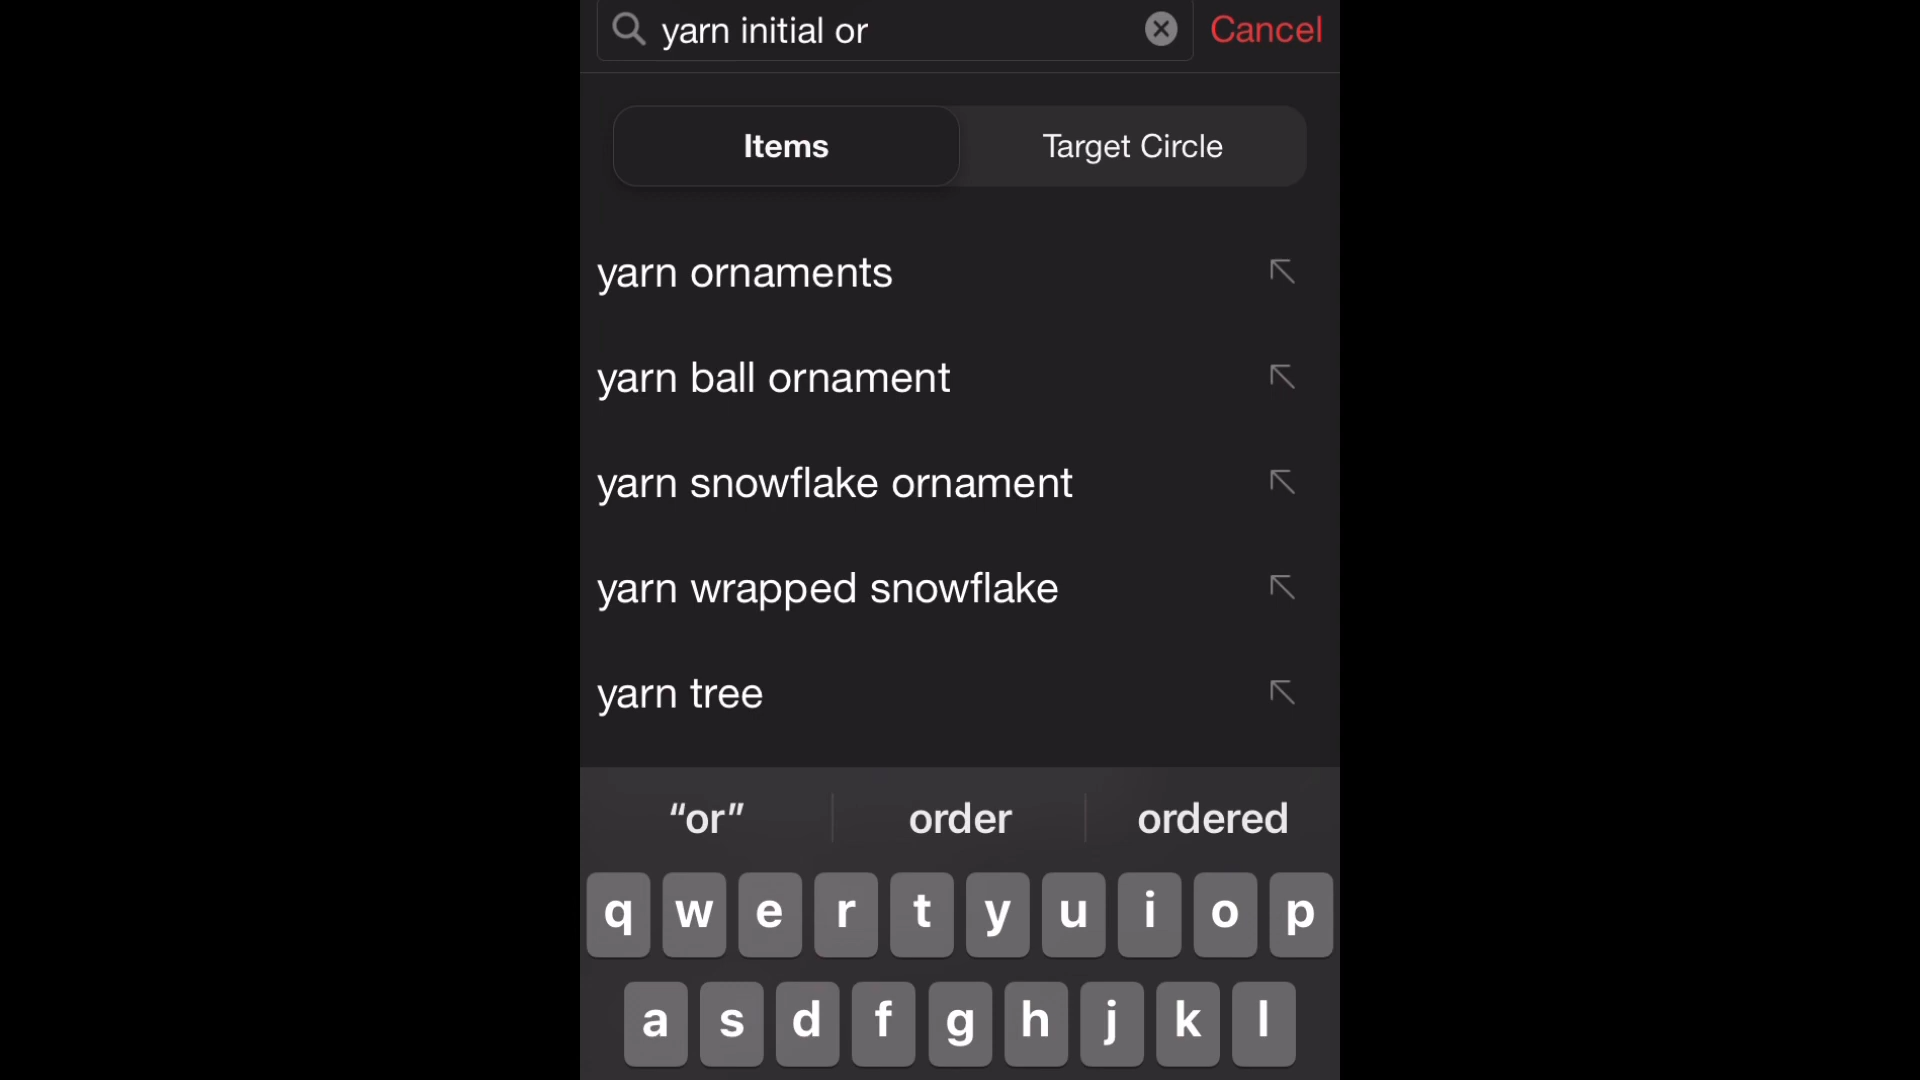 yarn initial or
Cancel
Items
Target Circle
yarn ornaments
yarn ball ornament
yarn snowflake ornament
yarn wrapped snowflake
yarn tree
“or” order ordered
q w e r t y u i o p
a s d f g h j k l